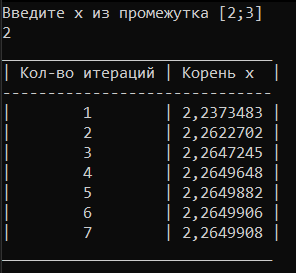 Введите х из промежутка [2;3]
2
| Кол-во итераций | Корень х |
| 1 | 2,2373483 |
| 2 | 2,2622702 |
| 3 | 2,2647245 |
| 4 | 2,2649648 |
| 5 | 2,2649882 |
| 6 | 2,2649906 |
| 7 | 2,2649908 |